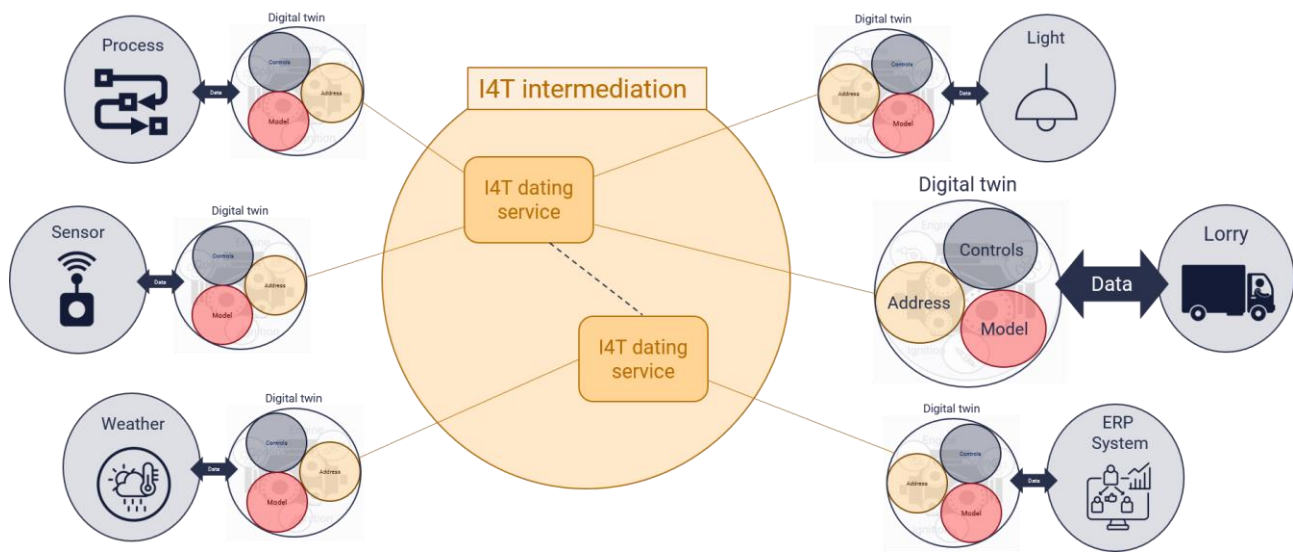 Process
Data
Digital twin
Controls
Address
Model
Sensor
Data
Digital twin
Controls
Address
Model
Weather
Data
Digital twin
Controls
Address
Model
I4T intermediation
I4T dating
service
I4T dating
service
Digital twin
Controls
Address
Model
Data
Light
Digital twin
Controls
Address
Model
Data
Lorry
Digital twin
Controls
Address
Model
Data
ERP
System
Engine
Ignition